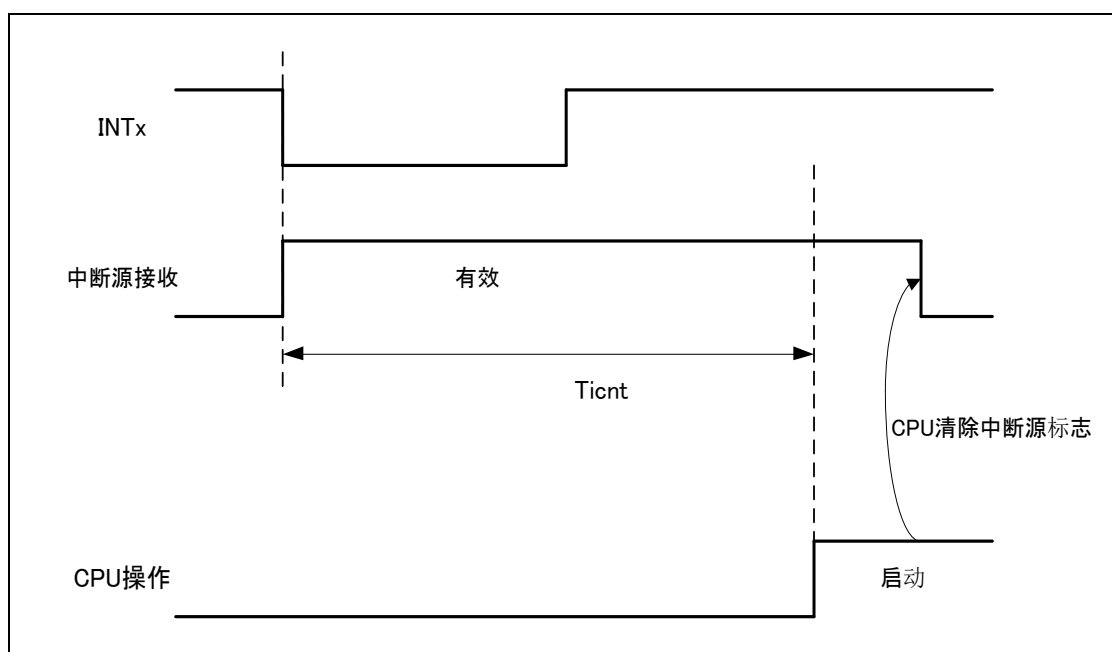 INTx
中断源接收
有效
Ticnt
CPU清除中断源标志
CPU操作
启动